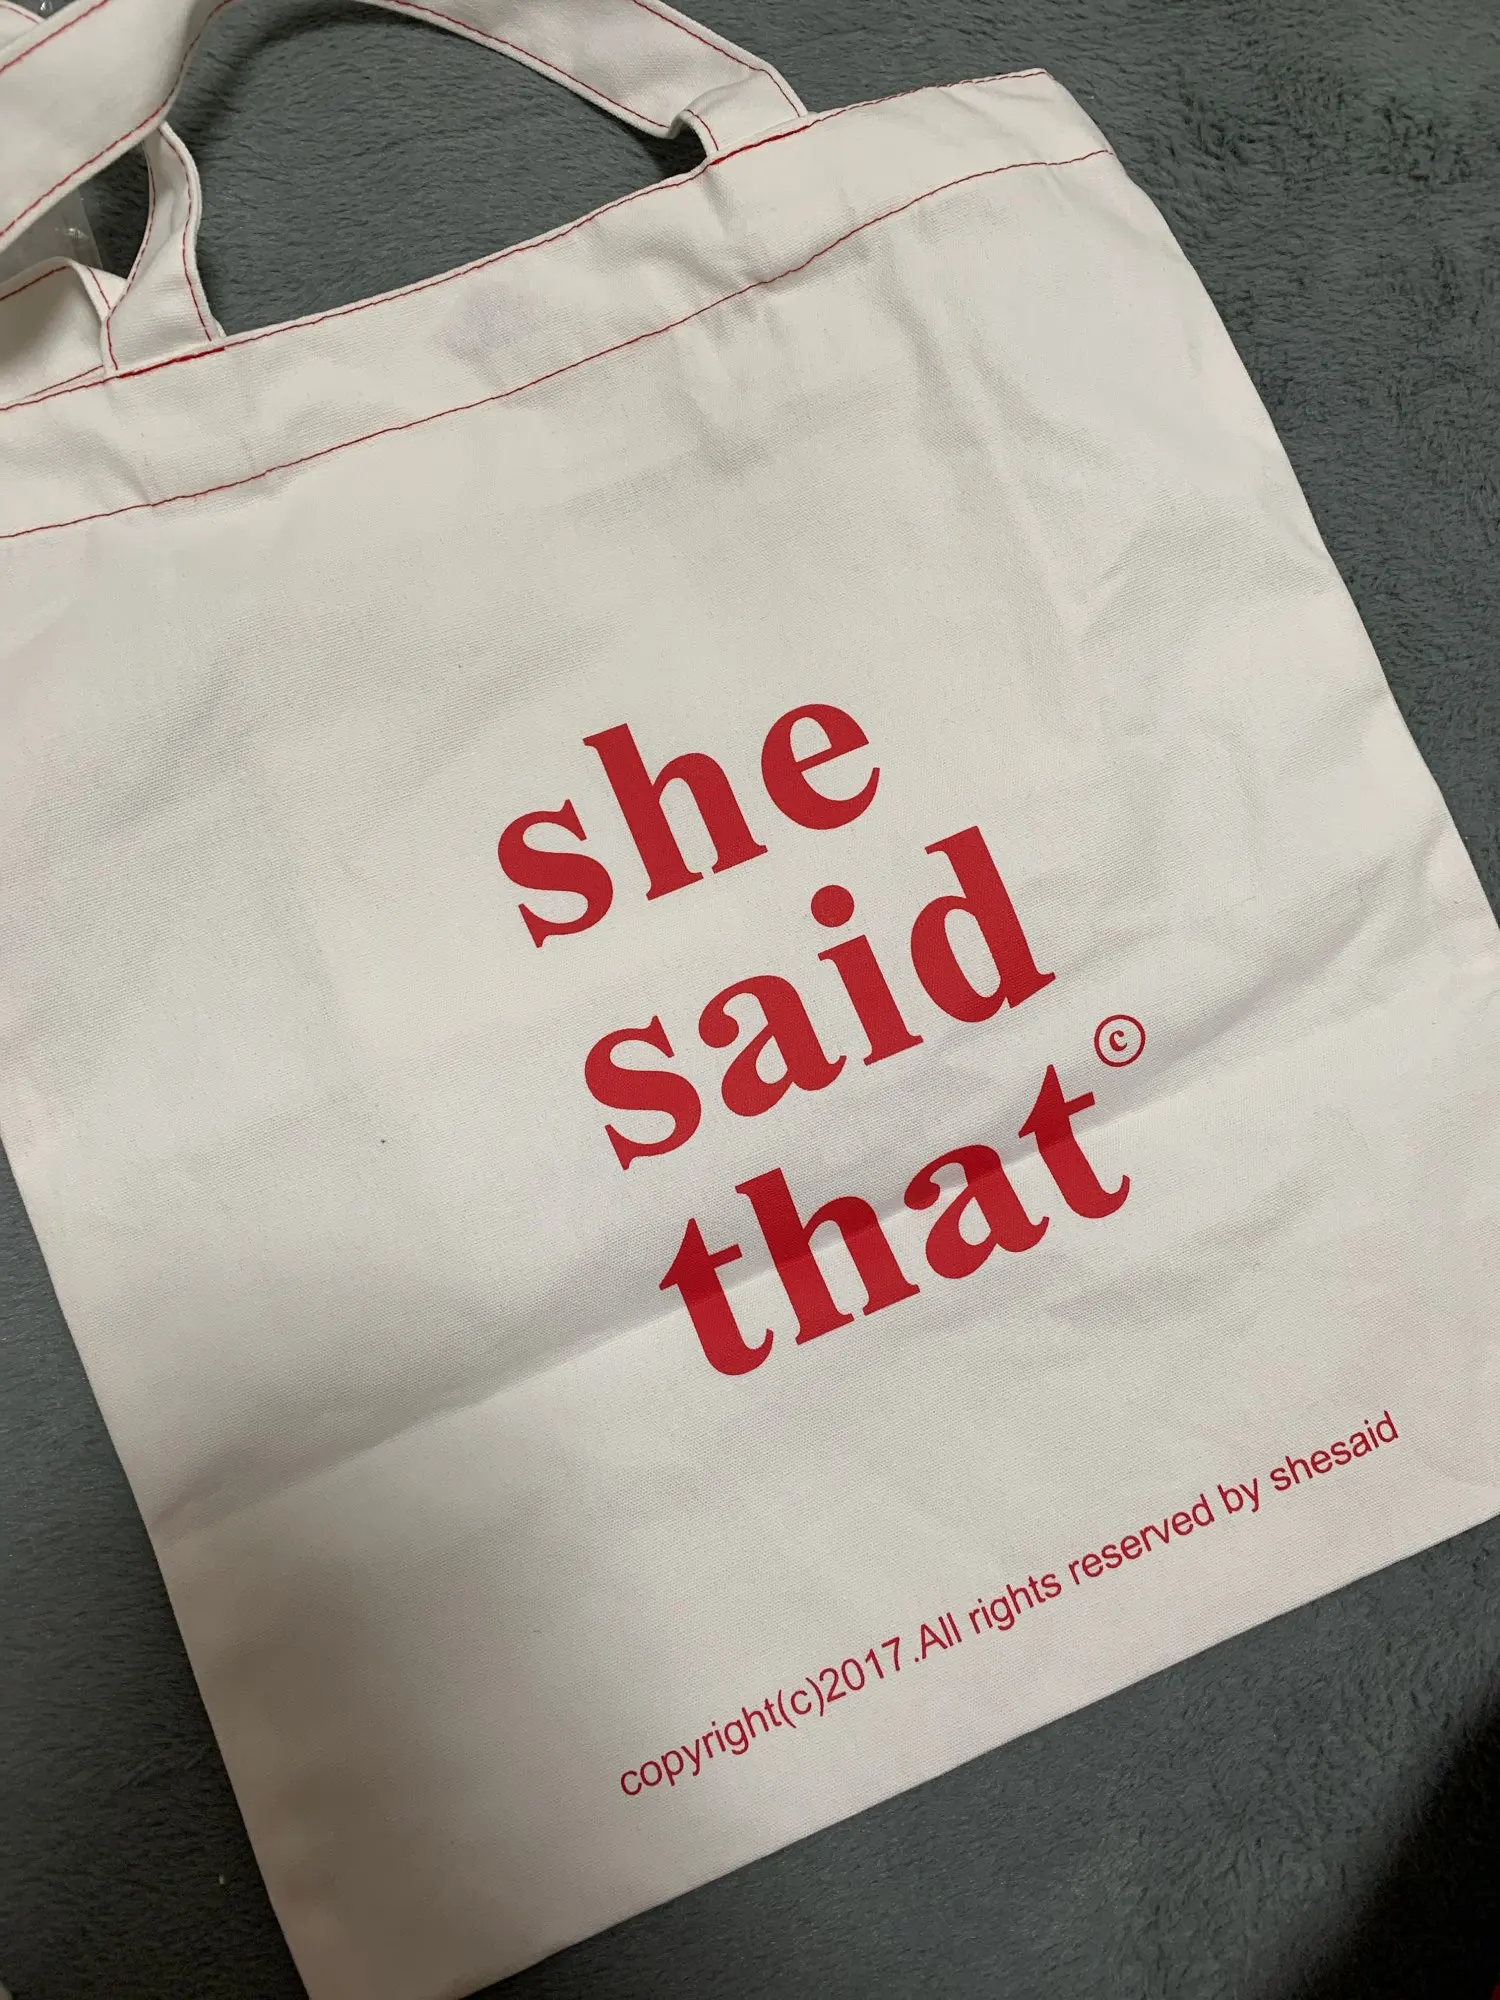 she
said
that©
copyright(c)2017.All rights reserved by shesaid